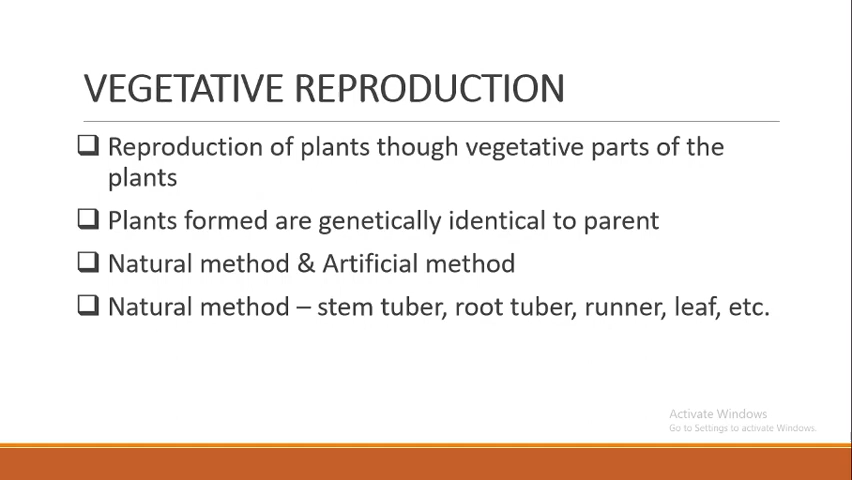 VEGETATIVE REPRODUCTION
Reproduction of plants though vegetative parts of the
plants
Plants formed are genetically identical to parent
Natural method & Artificial method
Natural method – stem tuber, root tuber, runner, leaf, etc.
Activate Windows
Go to Settings to activate Windows.